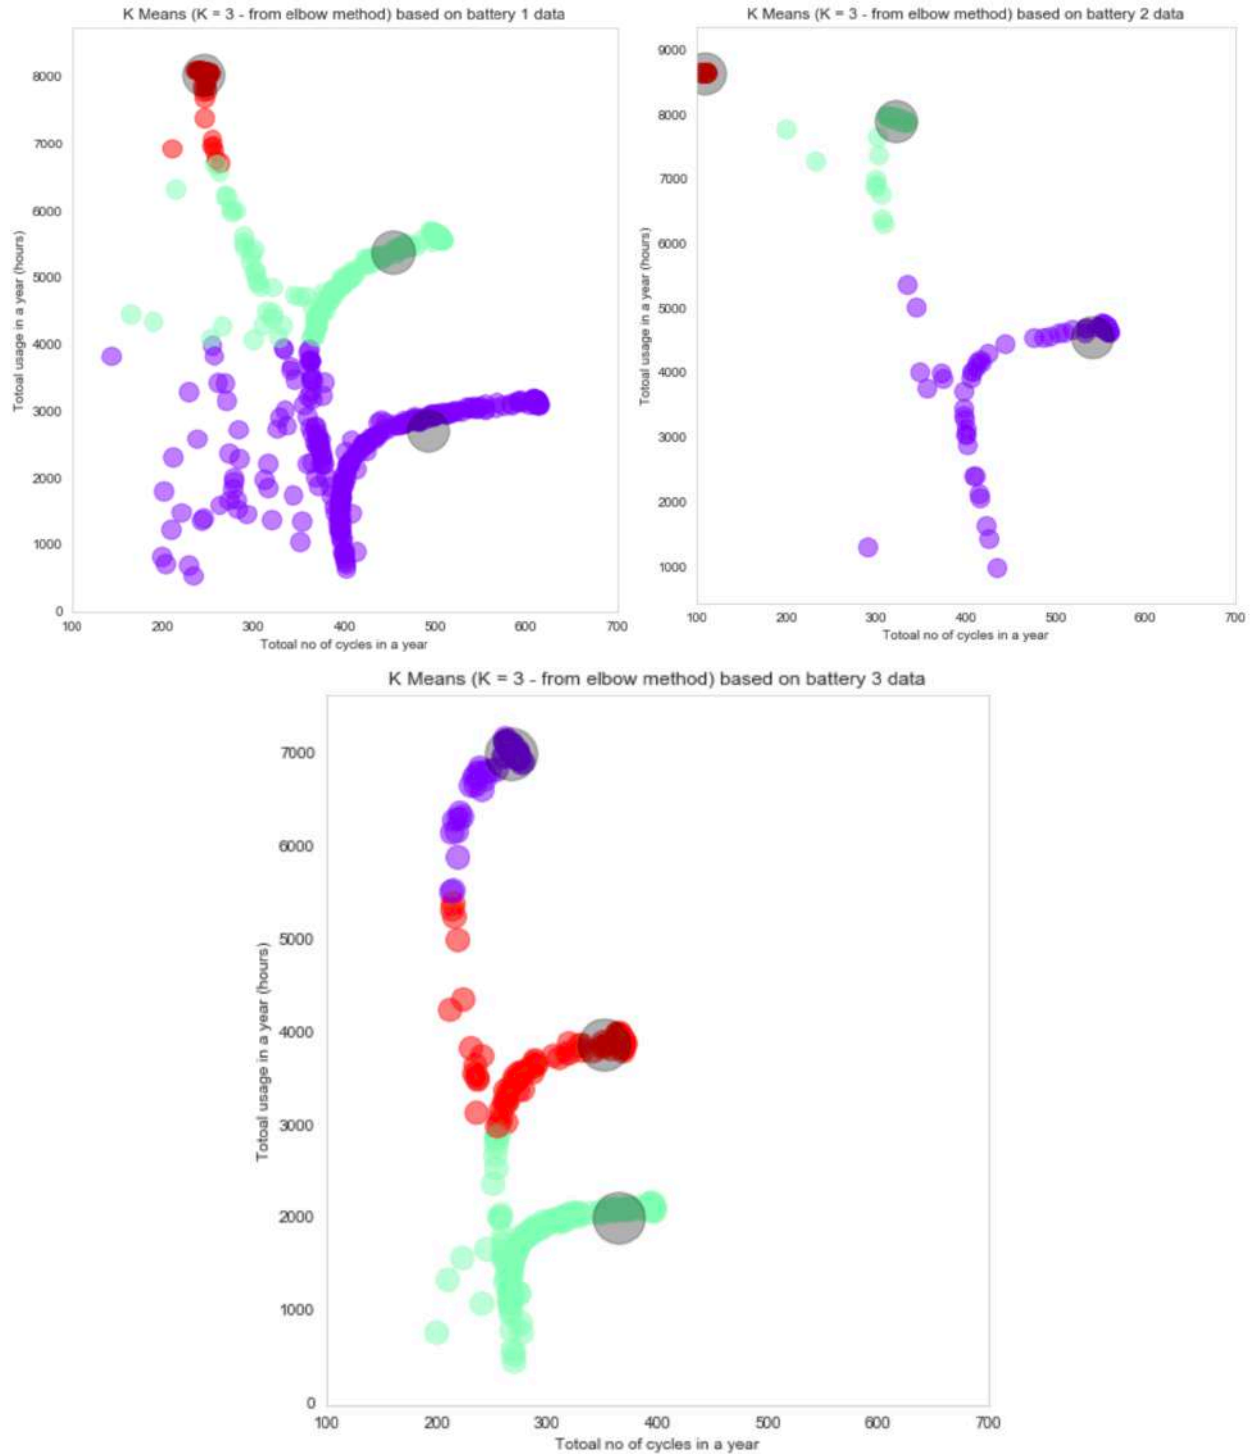 K Means (K = 3 - from elbow method) based on battery 1 data
Totoal usage in a year (hours)
8000
7000
6000
5000
4000
3000
2000
1000
0
100 200 300 400 500 600 700
Totoal no of cycles in a year
K Means (K = 3 - from elbow method) based on battery 2 data
Totoal usage in a year (hours)
9000
8000
7000
6000
5000
4000
3000
2000
1000
100 200 300 400 500 600 700
Totoal no of cycles in a year
K Means (K = 3 - from elbow method) based on battery 3 data
Totoal usage in a year (hours)
7000
6000
5000
4000
3000
2000
1000
0
100 200 300 400 500 600 700
Totoal no of cycles in a year